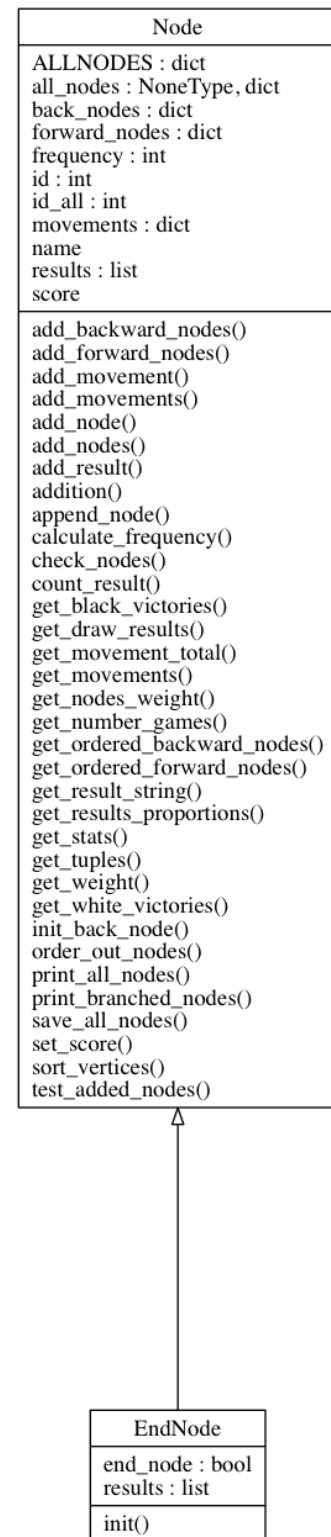 Node
ALLNODES : dict
all_nodes : NoneType, dict
back_nodes : dict
forward_nodes : dict
frequency : int
id : int
id_all : int
movements : dict
name
results : list
score
add_backward_nodes()
add_forward_nodes()
add_movement()
add_movements()
add_node()
add_nodes()
add_result()
addition()
append_node()
calculate_frequency()
check_nodes()
count_result()
get_black_victories()
get_draw_results()
get_movement_total()
get_movements()
get_nodes_weight()
get_number_games()
get_ordered_backward_nodes()
get_ordered_forward_nodes()
get_result_string()
get_results_proportions()
get_stats()
get_tuples()
get_weight()
get_white_victories()
init_back_node()
order_out_nodes()
print_all_nodes()
print_branched_nodes()
save_all_nodes()
set_score()
sort_vertices()
test_added_nodes()
EndNode
end_node : bool
results : list
init()